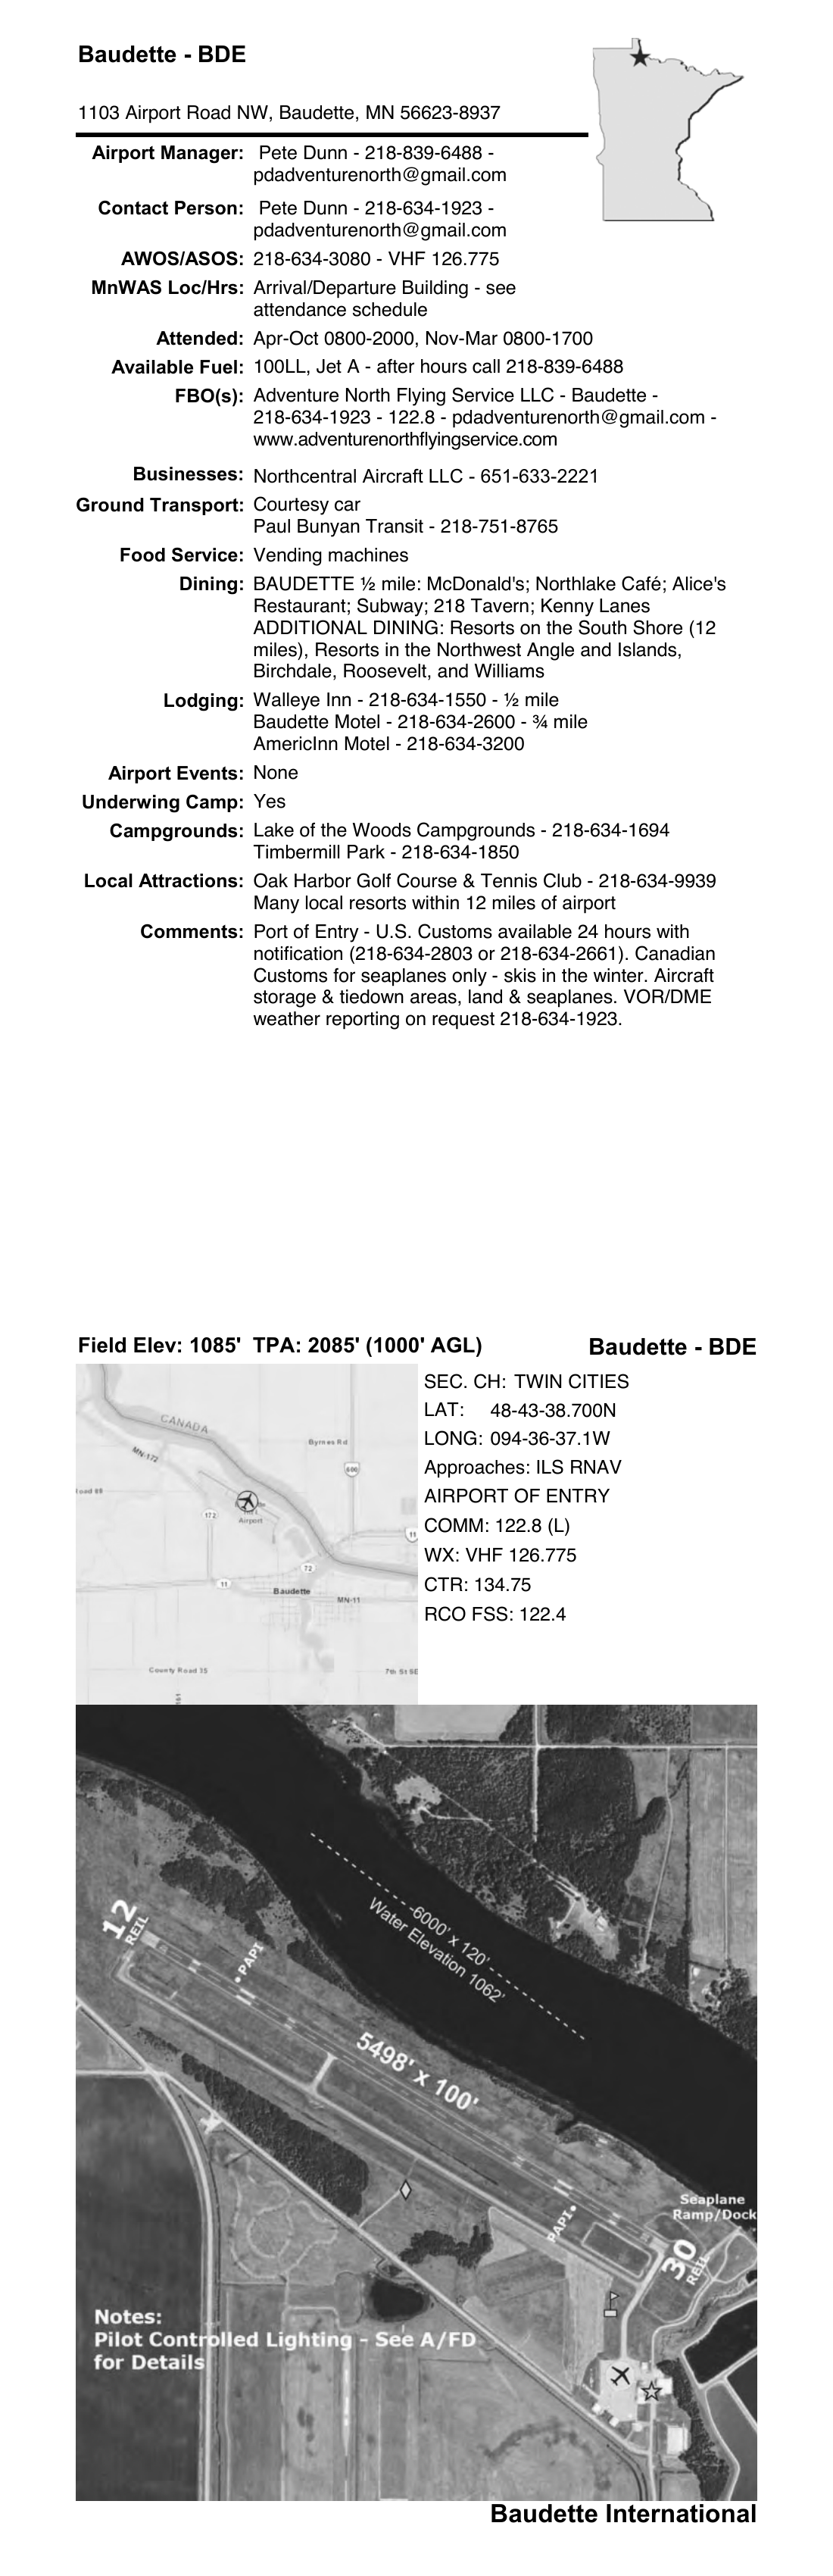 Baudette - BDE
1103 Airport Road NW, Baudette, MN 56623-8937
Airport Manager: Pete Dunn - 218-839-6488 -
pdadventurenorth@gmail.com
Contact Person: Pete Dunn - 218-634-1923 -
pdadventurenorth@gmail.com
AWOS/ASOS: 218-634-3080 - VHF 126.775
MnWAS Loc/Hrs: Arrival/Departure Building - see
attendance schedule
Attended: Apr-Oct 0800-2000, Nov-Mar 0800-1700
Available Fuel: 100LL, Jet A - after hours call 218-839-6488
FBO(s): Adventure North Flying Service LLC - Baudette -
218-634-1923 - 122.8 - pdadventurenorth@gmail.com -
www.adventurenorthflyingservice.com
Businesses: Northcentral Aircraft LLC - 651-633-2221
Ground Transport: Courtesy car
Paul Bunyan Transit - 218-751-8765
Food Service: Vending machines
Dining: BAUDETTE ½ mile: McDonald's; Northlake Café; Alice's
Restaurant; Subway; 218 Tavern; Kenny Lanes
ADDITIONAL DINING: Resorts on the South Shore (12
miles), Resorts in the Northwest Angle and Islands,
Birchdale, Roosevelt, and Williams
Lodging: Walleye Inn - 218-634-1550 - ½ mile
Baudette Motel - 218-634-2600 - ¾ mile
AmericInn Motel - 218-634-3200
Airport Events: None
Underwing Camp: Yes
Campgrounds: Lake of the Woods Campgrounds - 218-634-1694
Timbermill Park - 218-634-1850
Local Attractions: Oak Harbor Golf Course & Tennis Club - 218-634-9939
Many local resorts within 12 miles of airport
Comments: Port of Entry - U.S. Customs available 24 hours with
notification (218-634-2803 or 218-634-2661). Canadian
Customs for seaplanes only - skis in the winter. Aircraft
storage & tiedown areas, land & seaplanes. VOR/DME
weather reporting on request 218-634-1923.
Field Elev: 1085' TPA: 2085' (1000' AGL)
Baudette - BDE
SEC. CH: TWIN CITIES
LAT: 48-43-38.700N
LONG: 094-36-37.1W
Approaches: ILS RNAV
AIRPORT OF ENTRY
COMM: 122.8 (L)
WX: VHF 126.775
CTR: 134.75
RCO FSS: 122.4
CANADA
MN-172
Byrnes Rd
600
Airport
172
11
72
11
Baudette
MN-11
County Road 35
7th St SE
161
12
REIL
PAPI
6000' x 120'
Water Elevation 1062'
5498' x 100'
Seaplane
Ramp/Dock
PAPI
30
REIL
Notes:
Pilot Controlled Lighting - See A/FD
for Details
Baudette International